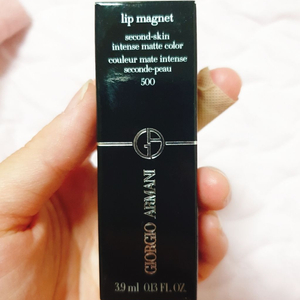 lip magnet
second-skin
intense matte color
couleur mate intense
seconde-peau
500
GIORGIO ARMANI
3.9 ml 0.13 FL. OZ.